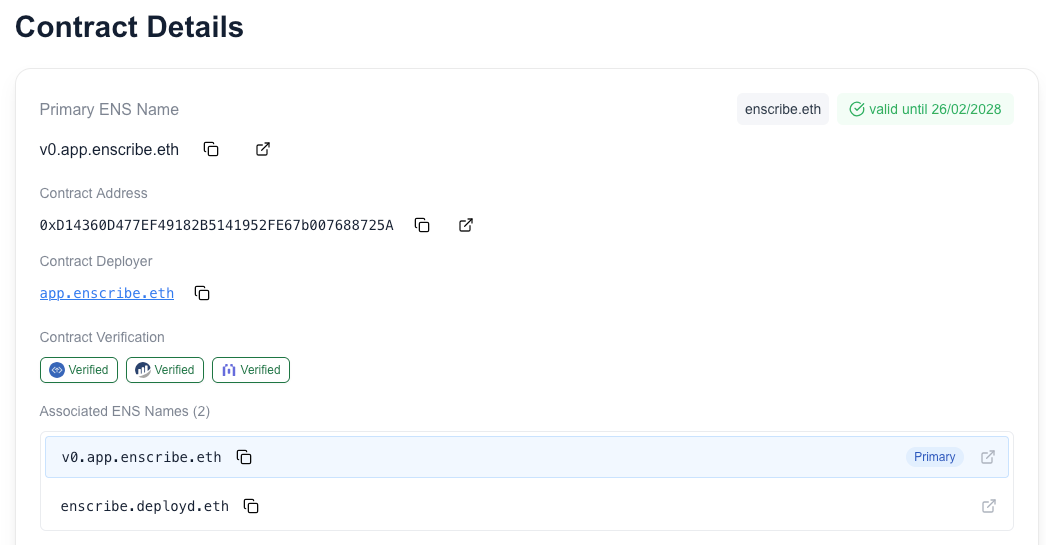 Contract Details
Primary ENS Name
enscribe.eth
valid until 26/02/2028
v0.app.enscribe.eth
Contract Address
0xD14360D477EF49182B5141952FE67b007688725A
Contract Deployer
app.enscribe.eth
Contract Verification
Verified Verified Verified
Associated ENS Names (2)
v0.app.enscribe.eth Primary
enscribe.deployd.eth